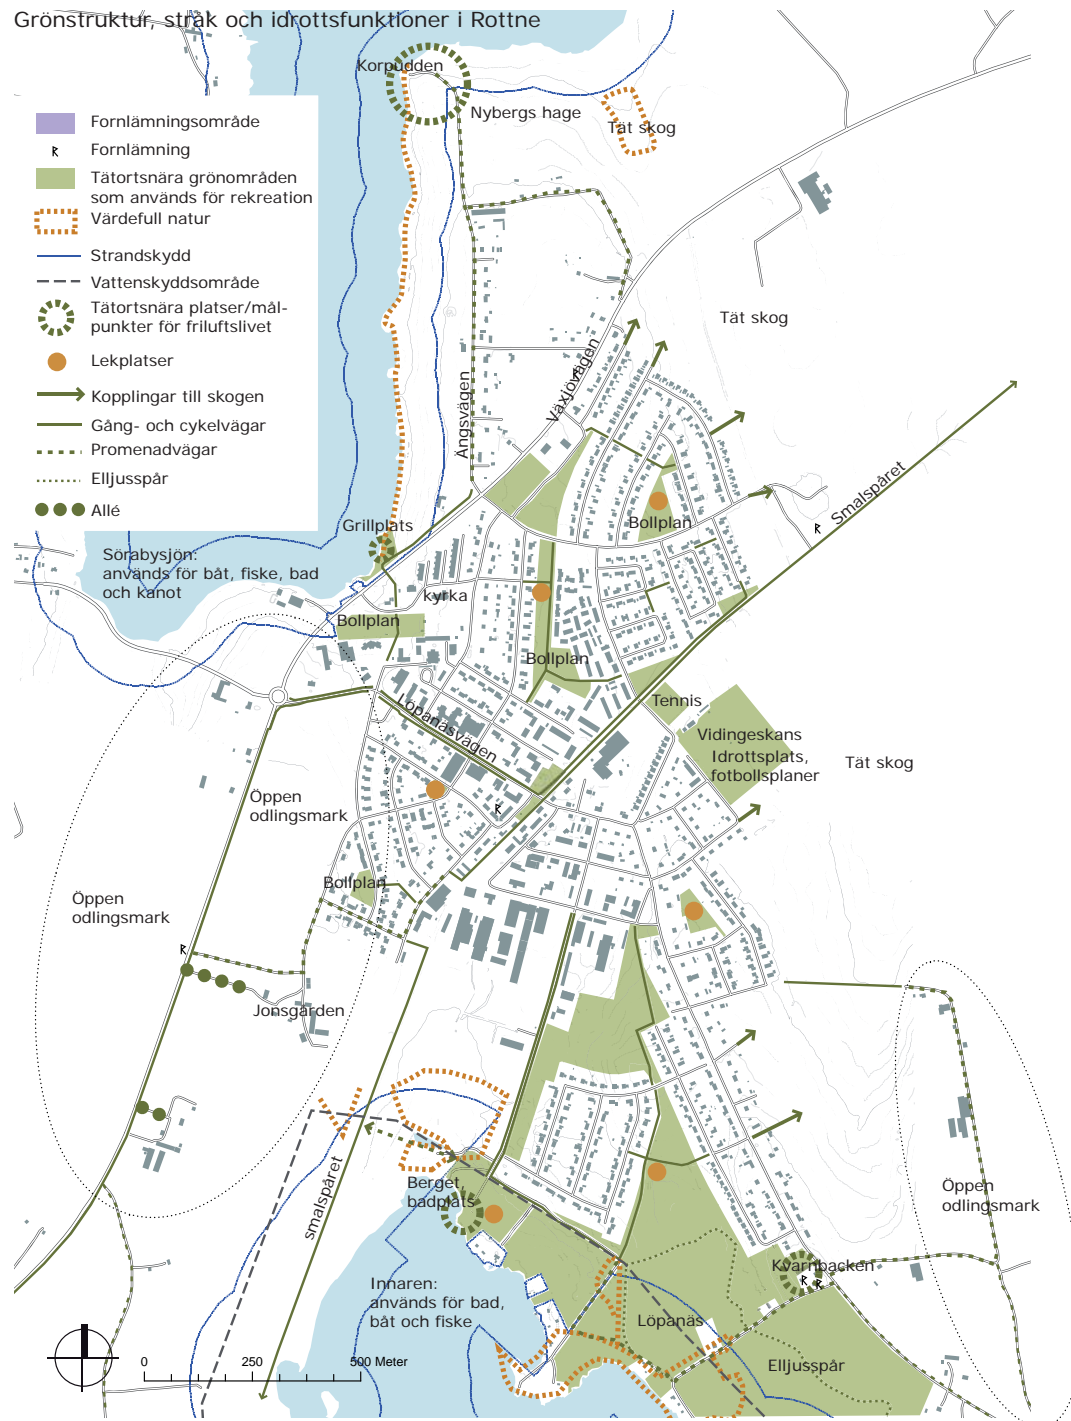 Grönstruktur, stråk och idrottsfunktioner i Rottne
Korpudden
Nybergs hage
Tät skog
Fornlämningsområde
Fornlämning
Tätortsnära grönområden
som används för rekreation
Värdefull natur
Strandskydd
Vattenskyddsområde
Tätortsnära platser/mål-
punkter för friluftslivet
Lekplatser
Kopplingar till skogen
Gång- och cykelvägar
Promenadvägar
Elljusspår
Allé
Tät skog
Växjövägen
Ängsvägen
Smalspåret
Grillplats
Bollplan
Sörabysjön:
används för båt, fiske, bad
och kanot
kyrka
Bollplan
Bollplan
Löpanäsvägen
Tennis
Vidingeskans
Idrottsplats,
fotbollsplaner
Tät skog
Öppen
odlingsmark
Bollplan
Öppen
odlingsmark
Jonsgården
smalspåret
Berget,
badplats
Öppen
odlingsmark
Kvarnbacken
Innaren:
används för bad,
båt och fiske
Löpanäs
Elljusspår
0 250 500 Meter